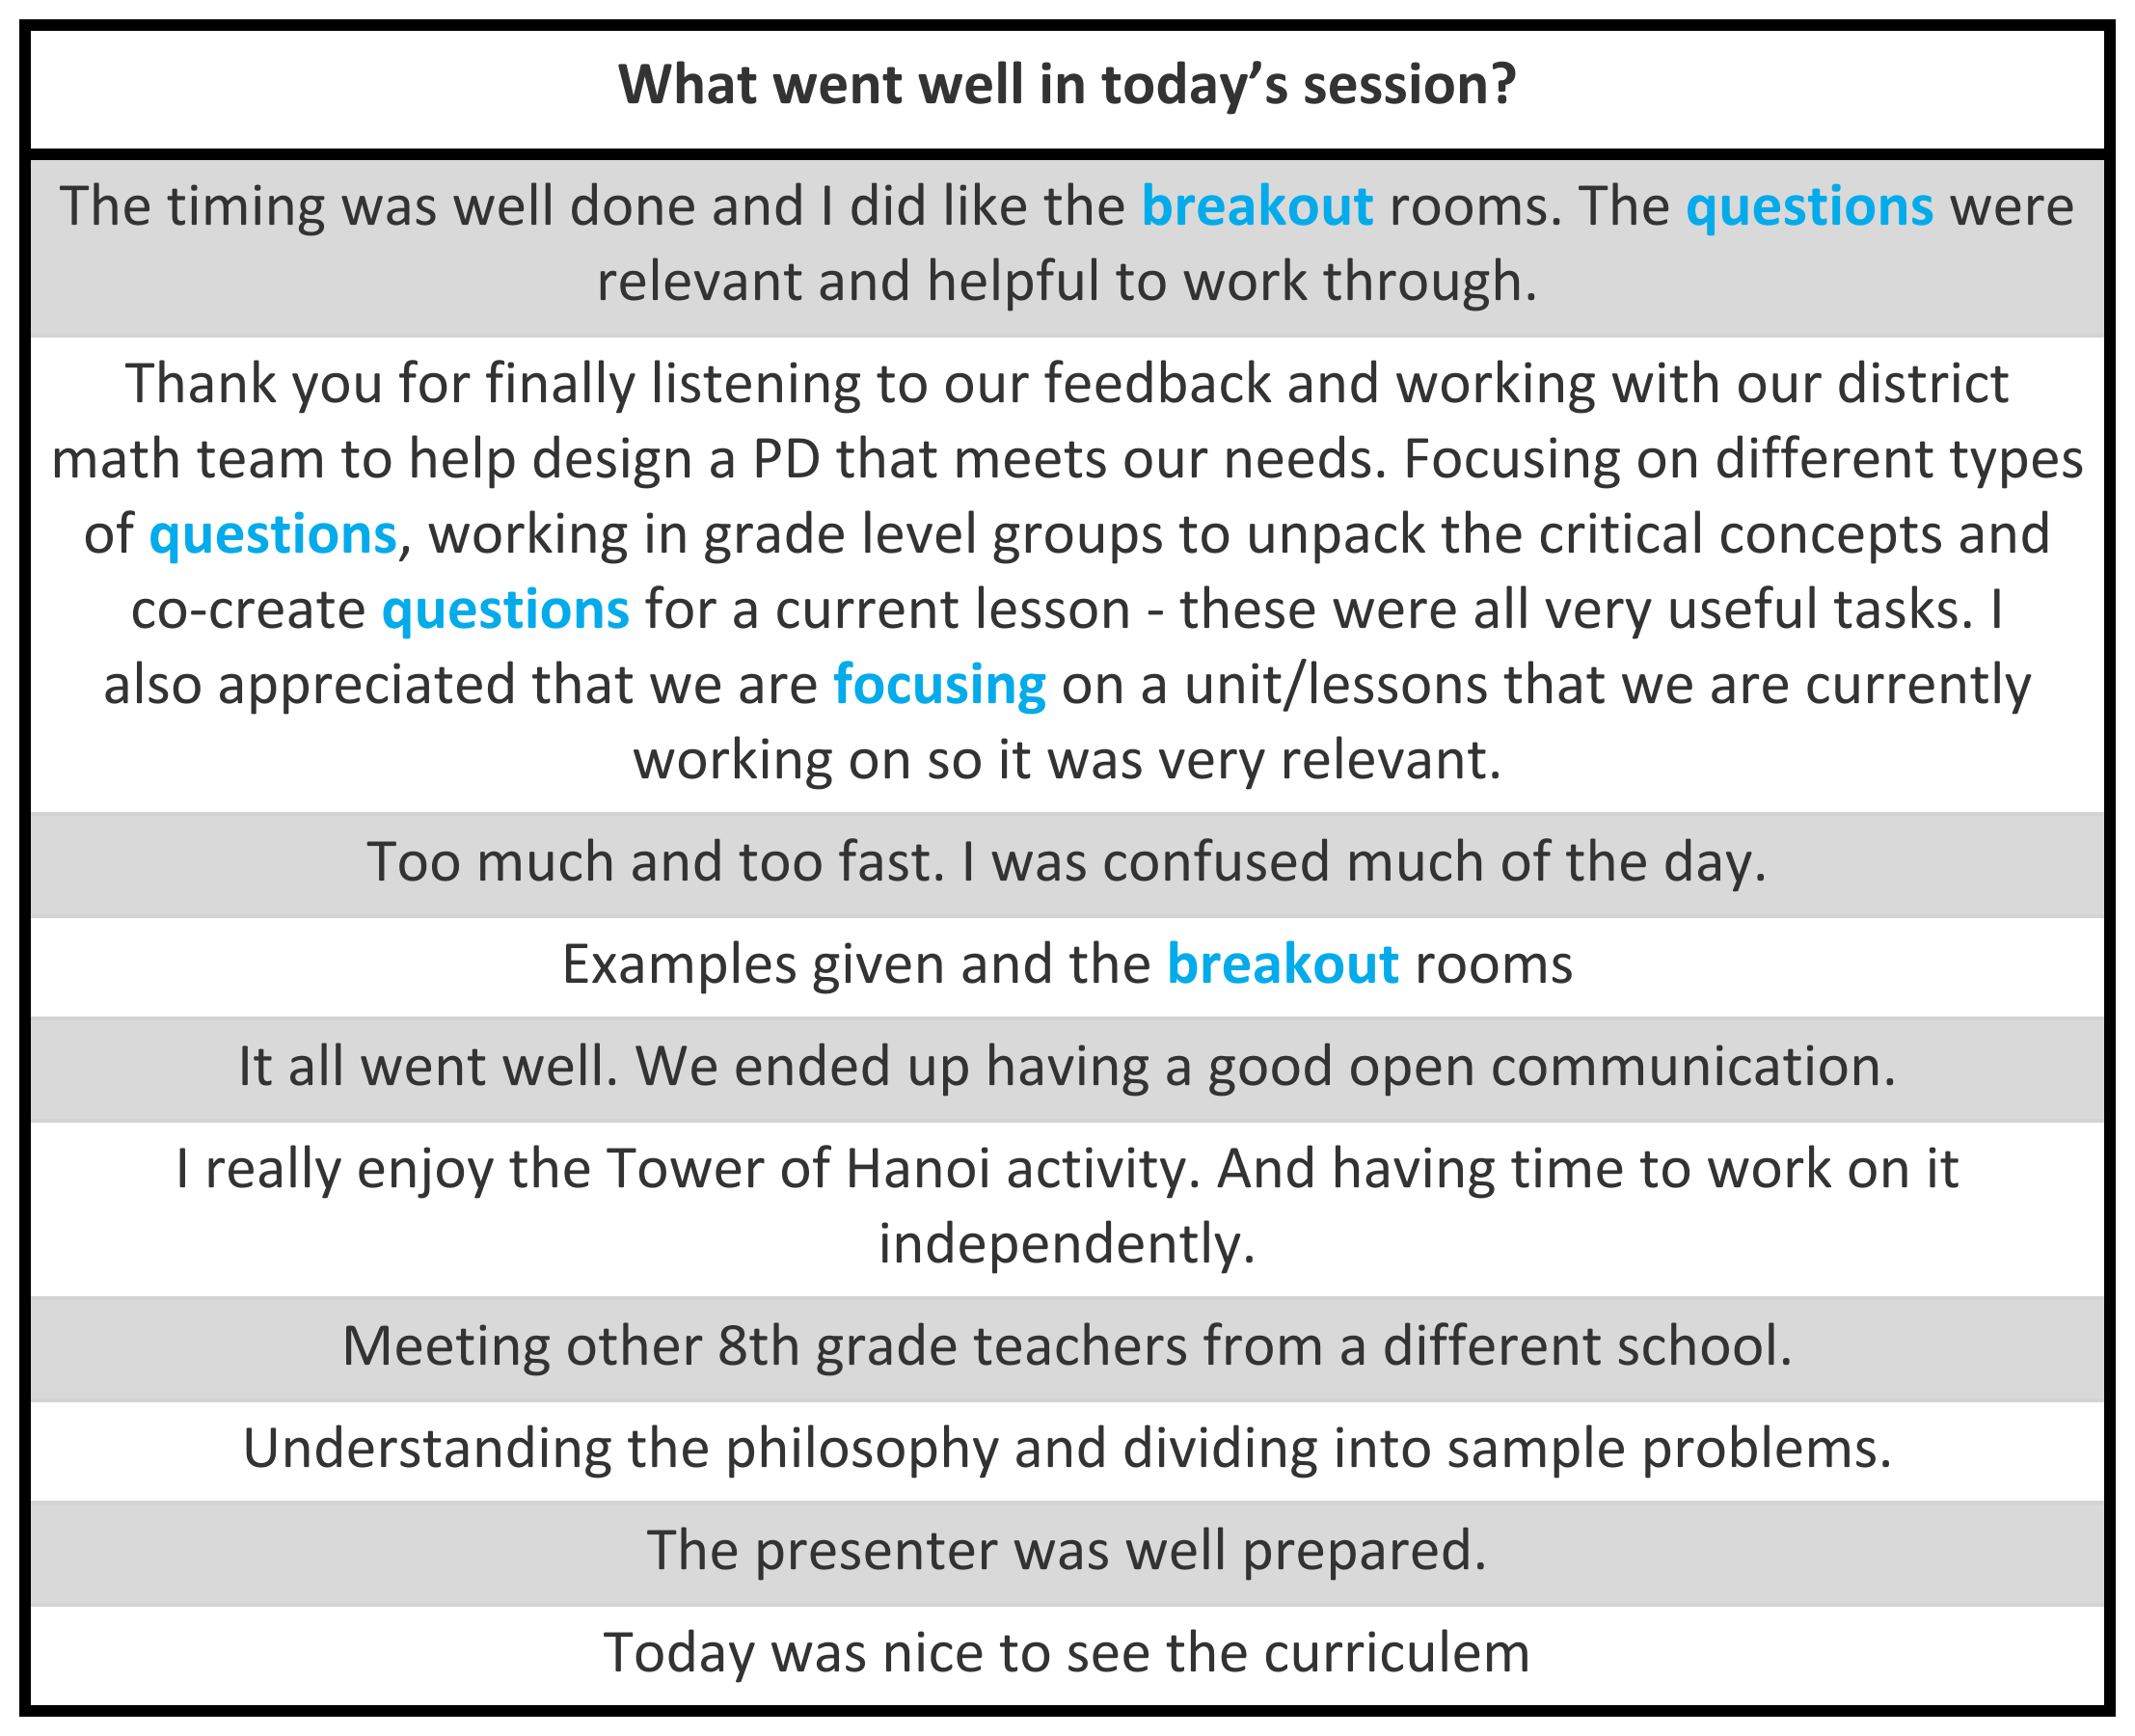 What went well in today’s session?
The timing was well done and I did like the breakout rooms. The questions were
relevant and helpful to work through.
Thank you for finally listening to our feedback and working with our district
math team to help design a PD that meets our needs. Focusing on different types
of questions, working in grade level groups to unpack the critical concepts and
co-create questions for a current lesson - these were all very useful tasks. I
also appreciated that we are focusing on a unit/lessons that we are currently
working on so it was very relevant.
Too much and too fast. I was confused much of the day.
Examples given and the breakout rooms
It all went well. We ended up having a good open communication.
I really enjoy the Tower of Hanoi activity. And having time to work on it
independently.
Meeting other 8th grade teachers from a different school.
Understanding the philosophy and dividing into sample problems.
The presenter was well prepared.
Today was nice to see the curriculem